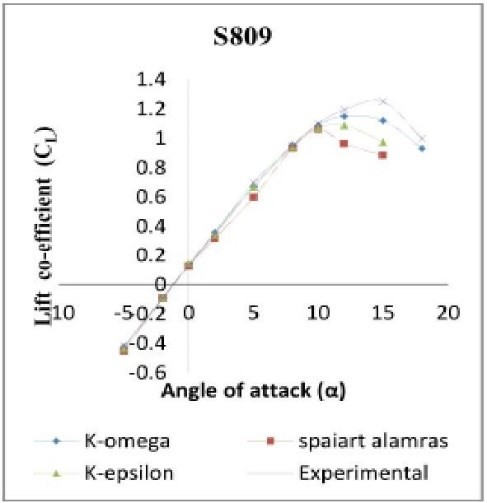 S809
Lift co-efficient (CL)
1.4
1.2
1
0.8
0.6
0.4
0.2
0
-0.2
-0.4
-0.6
-10 -5 0 5 10 15 20
Angle of attack (α)
K-omega spaiart alamras
K-epsilon Experimental